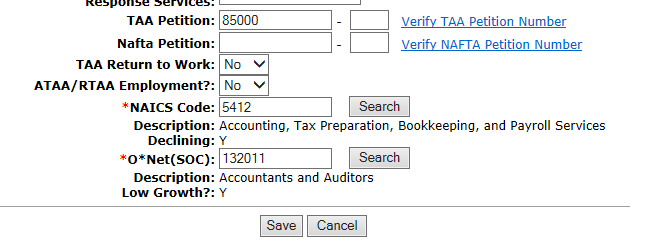 Response Services:
TAA Petition: 85000 - Verify TAA Petition Number
Nafta Petition: - Verify NAFTA Petition Number
TAA Return to Work: No
ATAA/RTAA Employment?: No
*NAICS Code: 5412 Search
Description: Accounting, Tax Preparation, Bookkeeping, and Payroll Services
Declining: Y
*O*Net(SOC): 132011 Search
Description: Accountants and Auditors
Low Growth?: Y
Save Cancel